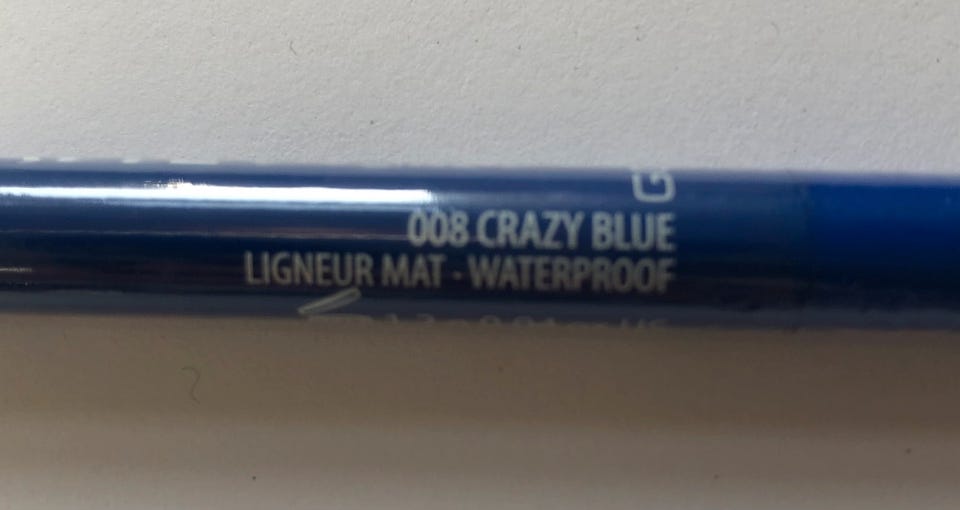 G
008 CRAZY BLUE
LIGNEUR MAT - WATERPROOF